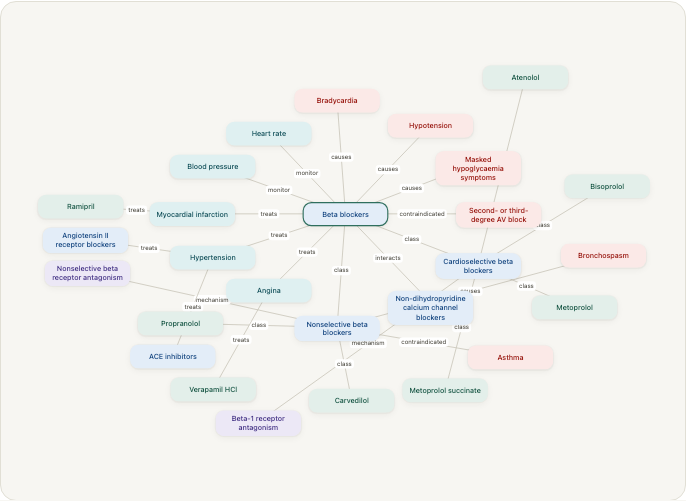 Atenolol
Bradycardia
Hypotension
Heart rate
causes
Masked
hypoglycaemia
symptoms
Blood pressure
causes
monitor
causes
Bisoprolol
monitor
Ramipril
treats
Myocardial infarction
treats
Beta blockers
contraindicated
Second- or third-
degree AV block
class
Angiotensin II
receptor blockers
treats
treats
class
Hypertension
treats
interacts
Cardioselective beta
blockers
Bronchospasm
Nonselective beta
receptor antagonism
class
Angina
causes
class
mechanism
treats
Non-dihydropyridine
calcium channel
blockers
Metoprolol
Propranolol
class
Nonselective beta
blockers
class
treats
mechanism
contraindicated
ACE inhibitors
Asthma
class
Verapamil HCl
Carvedilol
Metoprolol succinate
Beta-1 receptor
antagonism